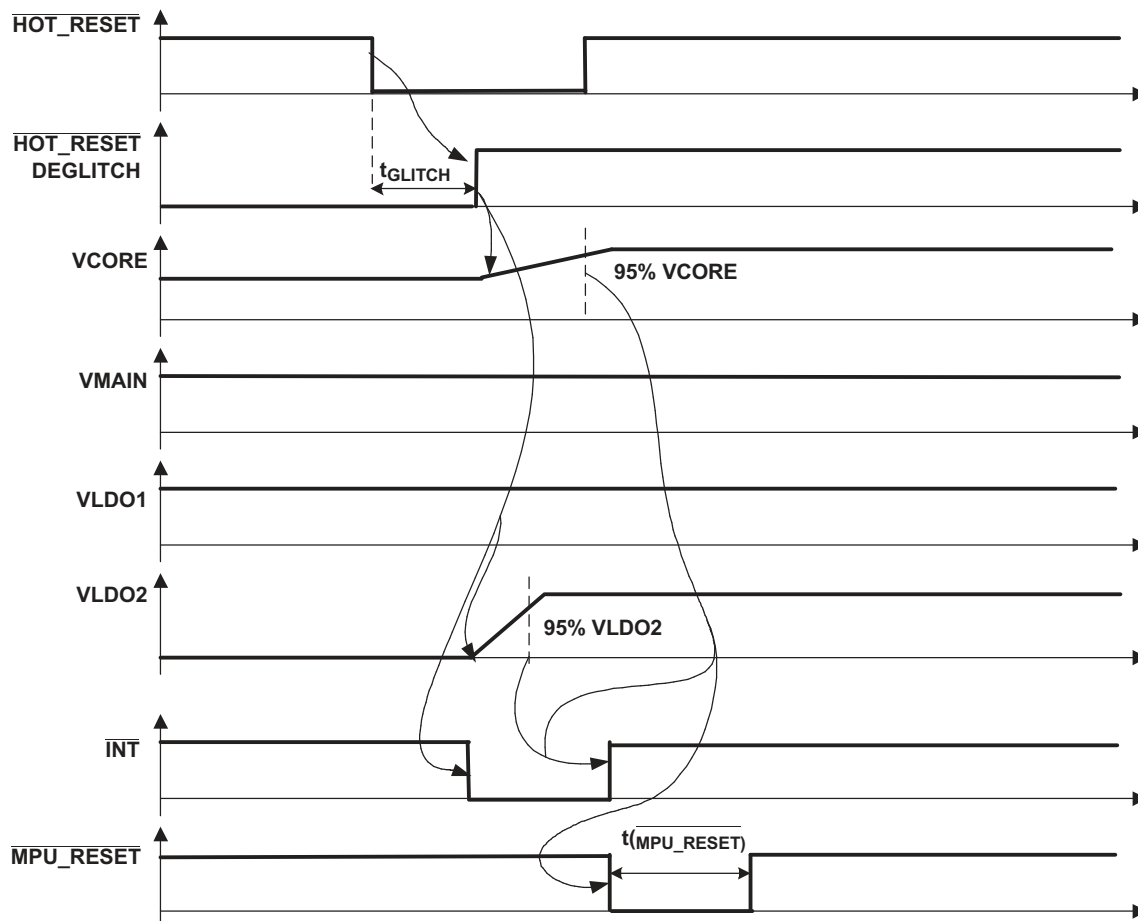 HOT_RESET
HOT_RESET
DEGLITCH
tGLITCH
VCORE
95% VCORE
VMAIN
VLDO1
VLDO2
95% VLDO2
INT
MPU_RESET
t(MPU_RESET)